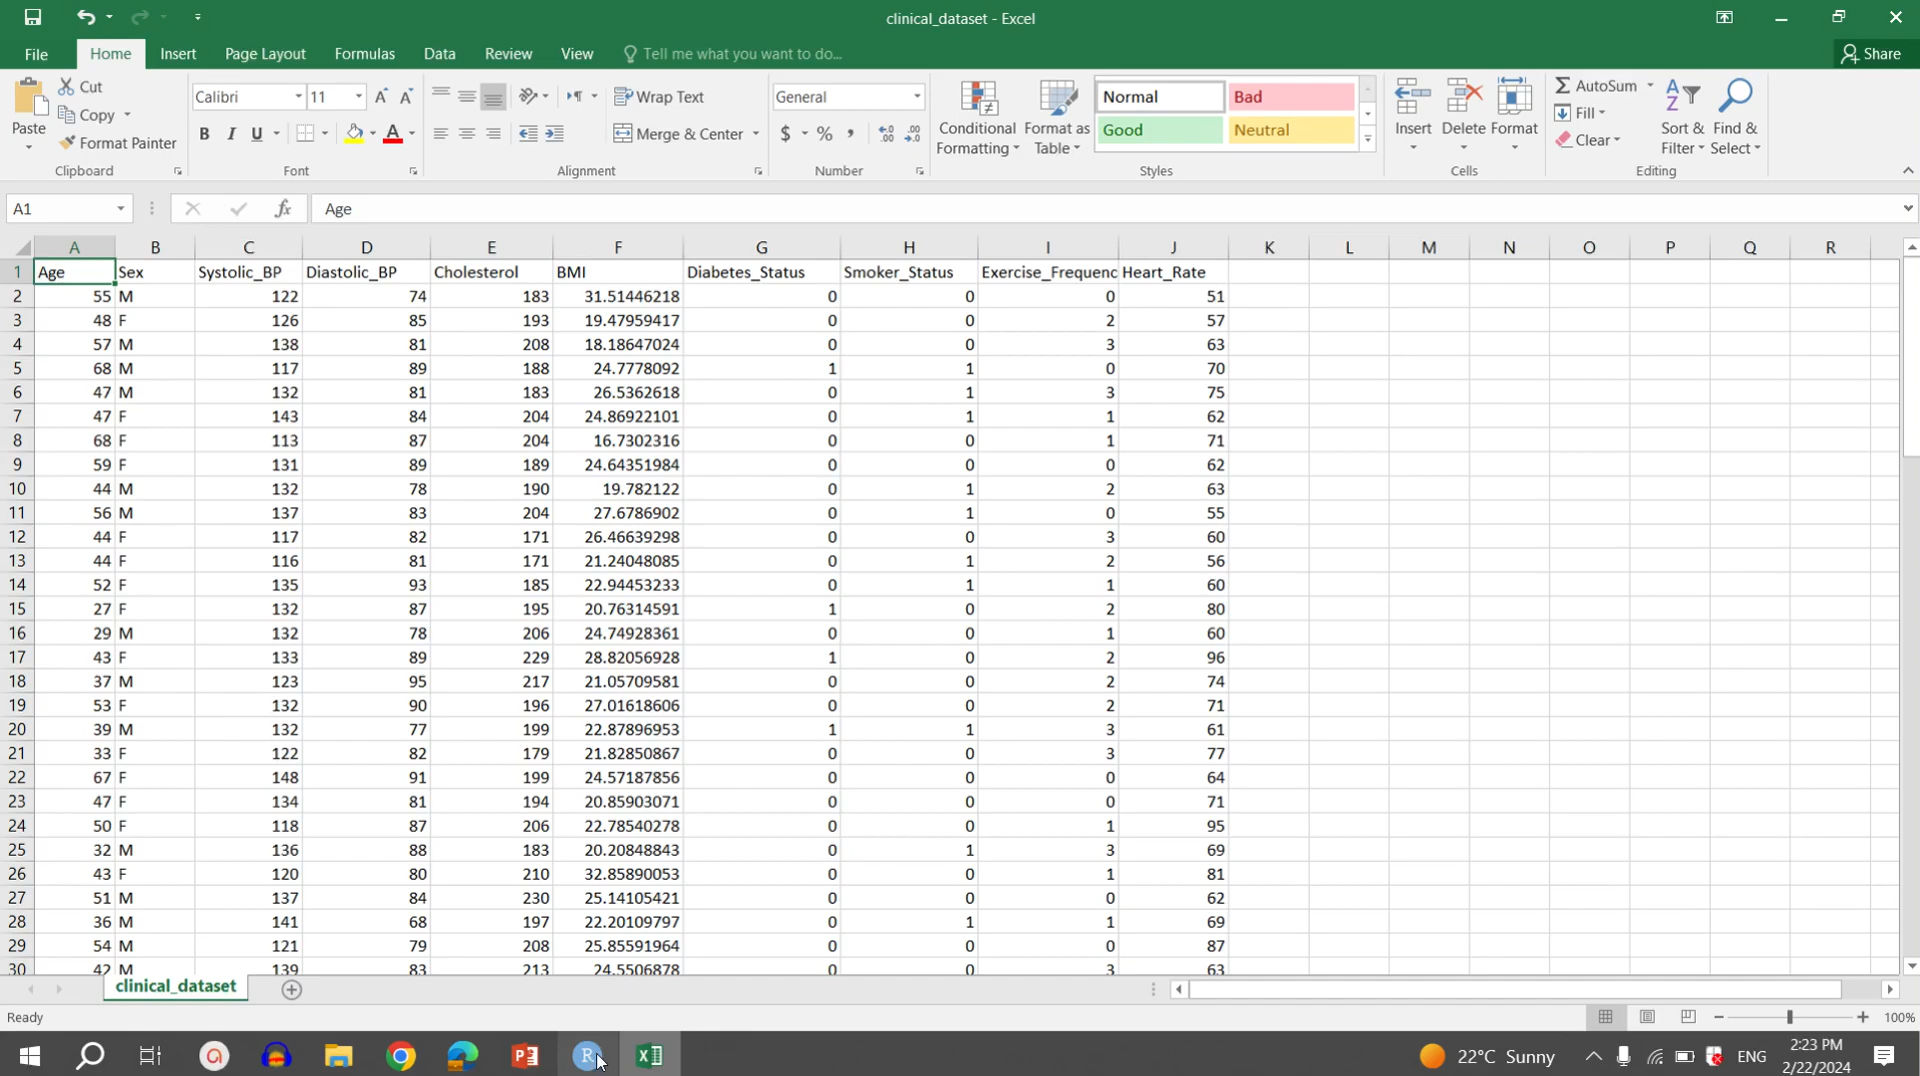 clinical_dataset - Excel
File Home Insert Page Layout Formulas Data Review View Tell me what you want to do... Share
Paste Cut Copy Format Painter Calibri 11 B I U Wrap Text Merge & Center General $ % , Conditional Formatting Format as Table Normal Bad Good Neutral Insert Delete Format AutoSum Fill Clear Sort & Filter Find & Select
Clipboard Font Alignment Number Styles Cells Editing
A1 fx Age
A B C D E F G H I J K L M N O P Q R
1 Age Sex Systolic_BP Diastolic_BP Cholesterol BMI Diabetes_Status Smoker_Status Exercise_Frequenc Heart_Rate
2 55 M 122 74 183 31.51446218 0 0 0 51
3 48 F 126 85 193 19.47959417 0 0 2 57
4 57 M 138 81 208 18.18647024 0 0 3 63
5 68 M 117 89 188 24.7778092 1 1 0 70
6 47 M 132 81 183 26.5362618 0 1 3 75
7 47 F 143 84 204 24.86922101 0 1 1 62
8 68 F 113 87 204 16.7302316 0 0 1 71
9 59 F 131 89 189 24.64351984 0 0 0 62
10 44 M 132 78 190 19.782122 0 1 2 63
11 56 M 137 83 204 27.6786902 0 1 0 55
12 44 F 117 82 171 26.46639298 0 0 3 60
13 44 F 116 81 171 21.24048085 0 1 2 56
14 52 F 135 93 185 22.94453233 0 1 1 60
15 27 F 132 87 195 20.76314591 1 0 2 80
16 29 M 132 78 206 24.74928361 0 0 1 60
17 43 F 133 89 229 28.82056928 1 0 2 96
18 37 M 123 95 217 21.05709581 0 0 2 74
19 53 F 132 90 196 27.01618606 0 0 2 71
20 39 M 132 77 199 22.87896953 1 1 3 61
21 33 F 122 82 179 21.82850867 0 0 3 77
22 67 F 148 91 199 24.57187856 0 0 0 64
23 47 F 134 81 194 20.85903071 0 0 0 71
24 50 F 118 87 206 22.78540278 0 0 1 95
25 32 M 136 88 183 20.20848843 0 1 3 69
26 43 F 120 80 210 32.85890053 0 0 1 81
27 51 M 137 84 230 25.14105421 0 0 0 62
28 36 M 141 68 197 22.20109797 0 1 1 69
29 54 M 121 79 208 25.85591964 0 0 0 87
30 42 M 139 83 213 24.5506878 0 0 3 63
clinical_dataset
Ready 100%
22°C Sunny ENG 2:23 PM
2/22/2024